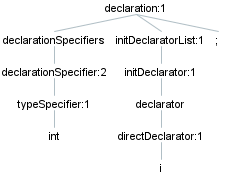 declaration:1
declarationSpecifiers initDeclaratorList:1 ;
declarationSpecifier:2 initDeclarator:1
typeSpecifier:1 declarator
int directDeclarator:1
i